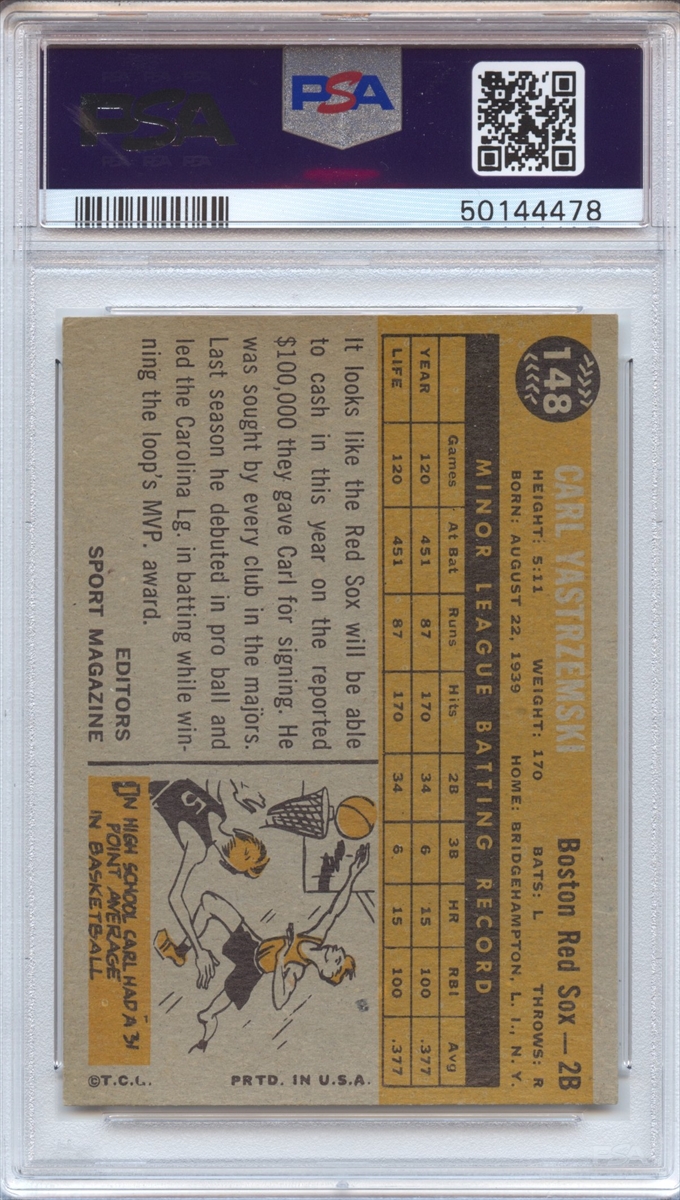 PSA
PSA
50144478
148
CARL YASTRZEMSKI Boston Red Sox—2B
HEIGHT: 5:11 WEIGHT: 170 BATS: L THROWS: R
BORN: AUGUST 22, 1939 HOME: BRIDGEHAMPTON, L. I., N. Y.
MINOR LEAGUE BATTING RECORD
Games At Bat Runs Hits 2B 3B HR RBI Avg
YEAR 120 451 87 170 34 6 15 100 .377
LIFE 120 451 87 170 34 6 15 100 .377
It looks like the Red Sox will be able
to cash in this year on the reported
$100,000 they gave Carl for signing. He
was sought by every club in the majors.
Last season he debuted in pro ball and
led the Carolina Lg. in batting while win-
ning the loop's MVP. award.
EDITORS
SPORT MAGAZINE
5
IN HIGH SCHOOL CARL HAD A 31
POINT AVERAGE
IN BASKETBALL
©T.C.G. PRTD. IN U.S.A.